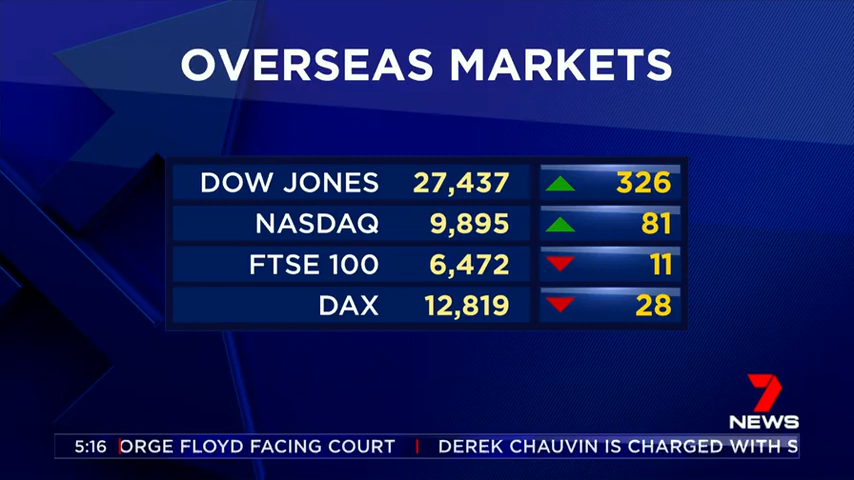 OVERSEAS MARKETS
DOW JONES 27,437 326
NASDAQ 9,895 81
FTSE 100 6,472 11
DAX 12,819 28
7
NEWS
5:16 ORGE FLOYD FACING COURT | DEREK CHAUVIN IS CHARGED WITH S